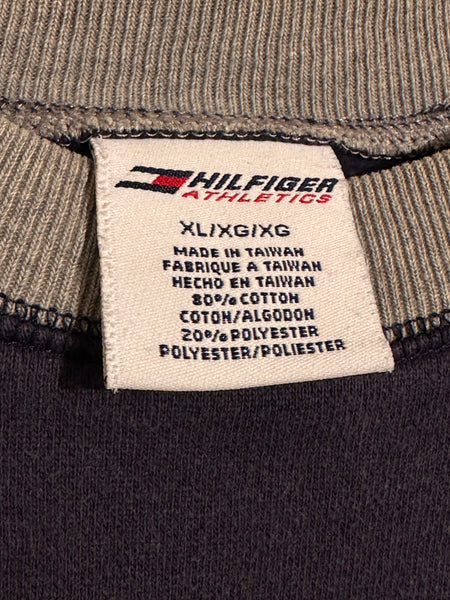 HILFIGER
ATHLETICS
XL/XG/XG
MADE IN TAIWAN
FABRIQUE A TAIWAN
HECHO EN TAIWAN
80% COTTON
COTON/ALGODON
20% POLYESTER
POLYESTER/POLIESTER